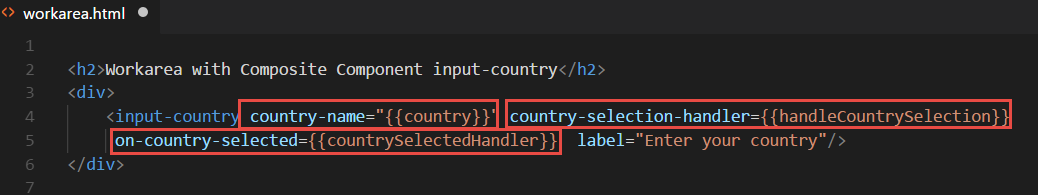 <> workarea.html ●
1
2 <h2>Workarea with Composite Component input-country</h2>
3 <div>
4 <input-country country-name="{{country}}" country-selection-handler={{handleCountrySelection}}
5 on-country-selected={{countrySelectedHandler}} label="Enter your country"/>
6 </div>
7